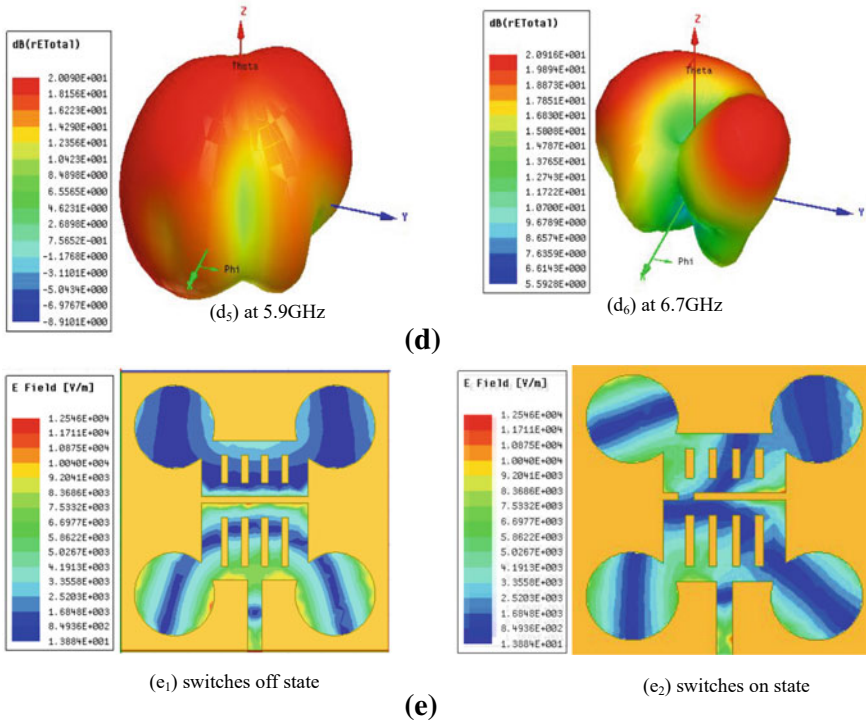 dB(rETotal)
2.0090E+001
1.8156E+001
1.6223E+001
1.4290E+001
1.2356E+001
1.0423E+001
8.4898E+000
6.5565E+000
4.6231E+000
2.6898E+000
7.5652E-001
-1.1768E+000
-3.1101E+000
-5.0434E+000
-6.9767E+000
-8.9101E+000
Z
Theta
Y
Phi
X
(d5) at 5.9GHz
dB(rETotal)
2.0916E+001
1.9894E+001
1.8873E+001
1.7851E+001
1.6830E+001
1.5808E+001
1.4787E+001
1.3765E+001
1.2743E+001
1.1722E+001
1.0700E+001
9.6789E+000
8.6574E+000
7.6359E+000
6.6143E+000
5.5928E+000
Z
Theta
Y
Phi
X
(d6) at 6.7GHz
(d)
E Field [V/m]
1.2546E+004
1.1711E+004
1.0875E+004
1.0040E+004
9.2041E+003
8.3686E+003
7.5332E+003
6.6977E+003
5.8622E+003
5.0267E+003
4.1913E+003
3.3558E+003
2.5203E+003
1.6848E+003
8.4936E+002
1.3884E+001
(e1) switches off state
E Field [V/m]
1.2546E+004
1.1711E+004
1.0875E+004
1.0040E+004
9.2041E+003
8.3686E+003
7.5332E+003
6.6977E+003
5.8622E+003
5.0267E+003
4.1913E+003
3.3558E+003
2.5203E+003
1.6848E+003
8.4936E+002
1.3884E+001
(e2) switches on state
(e)